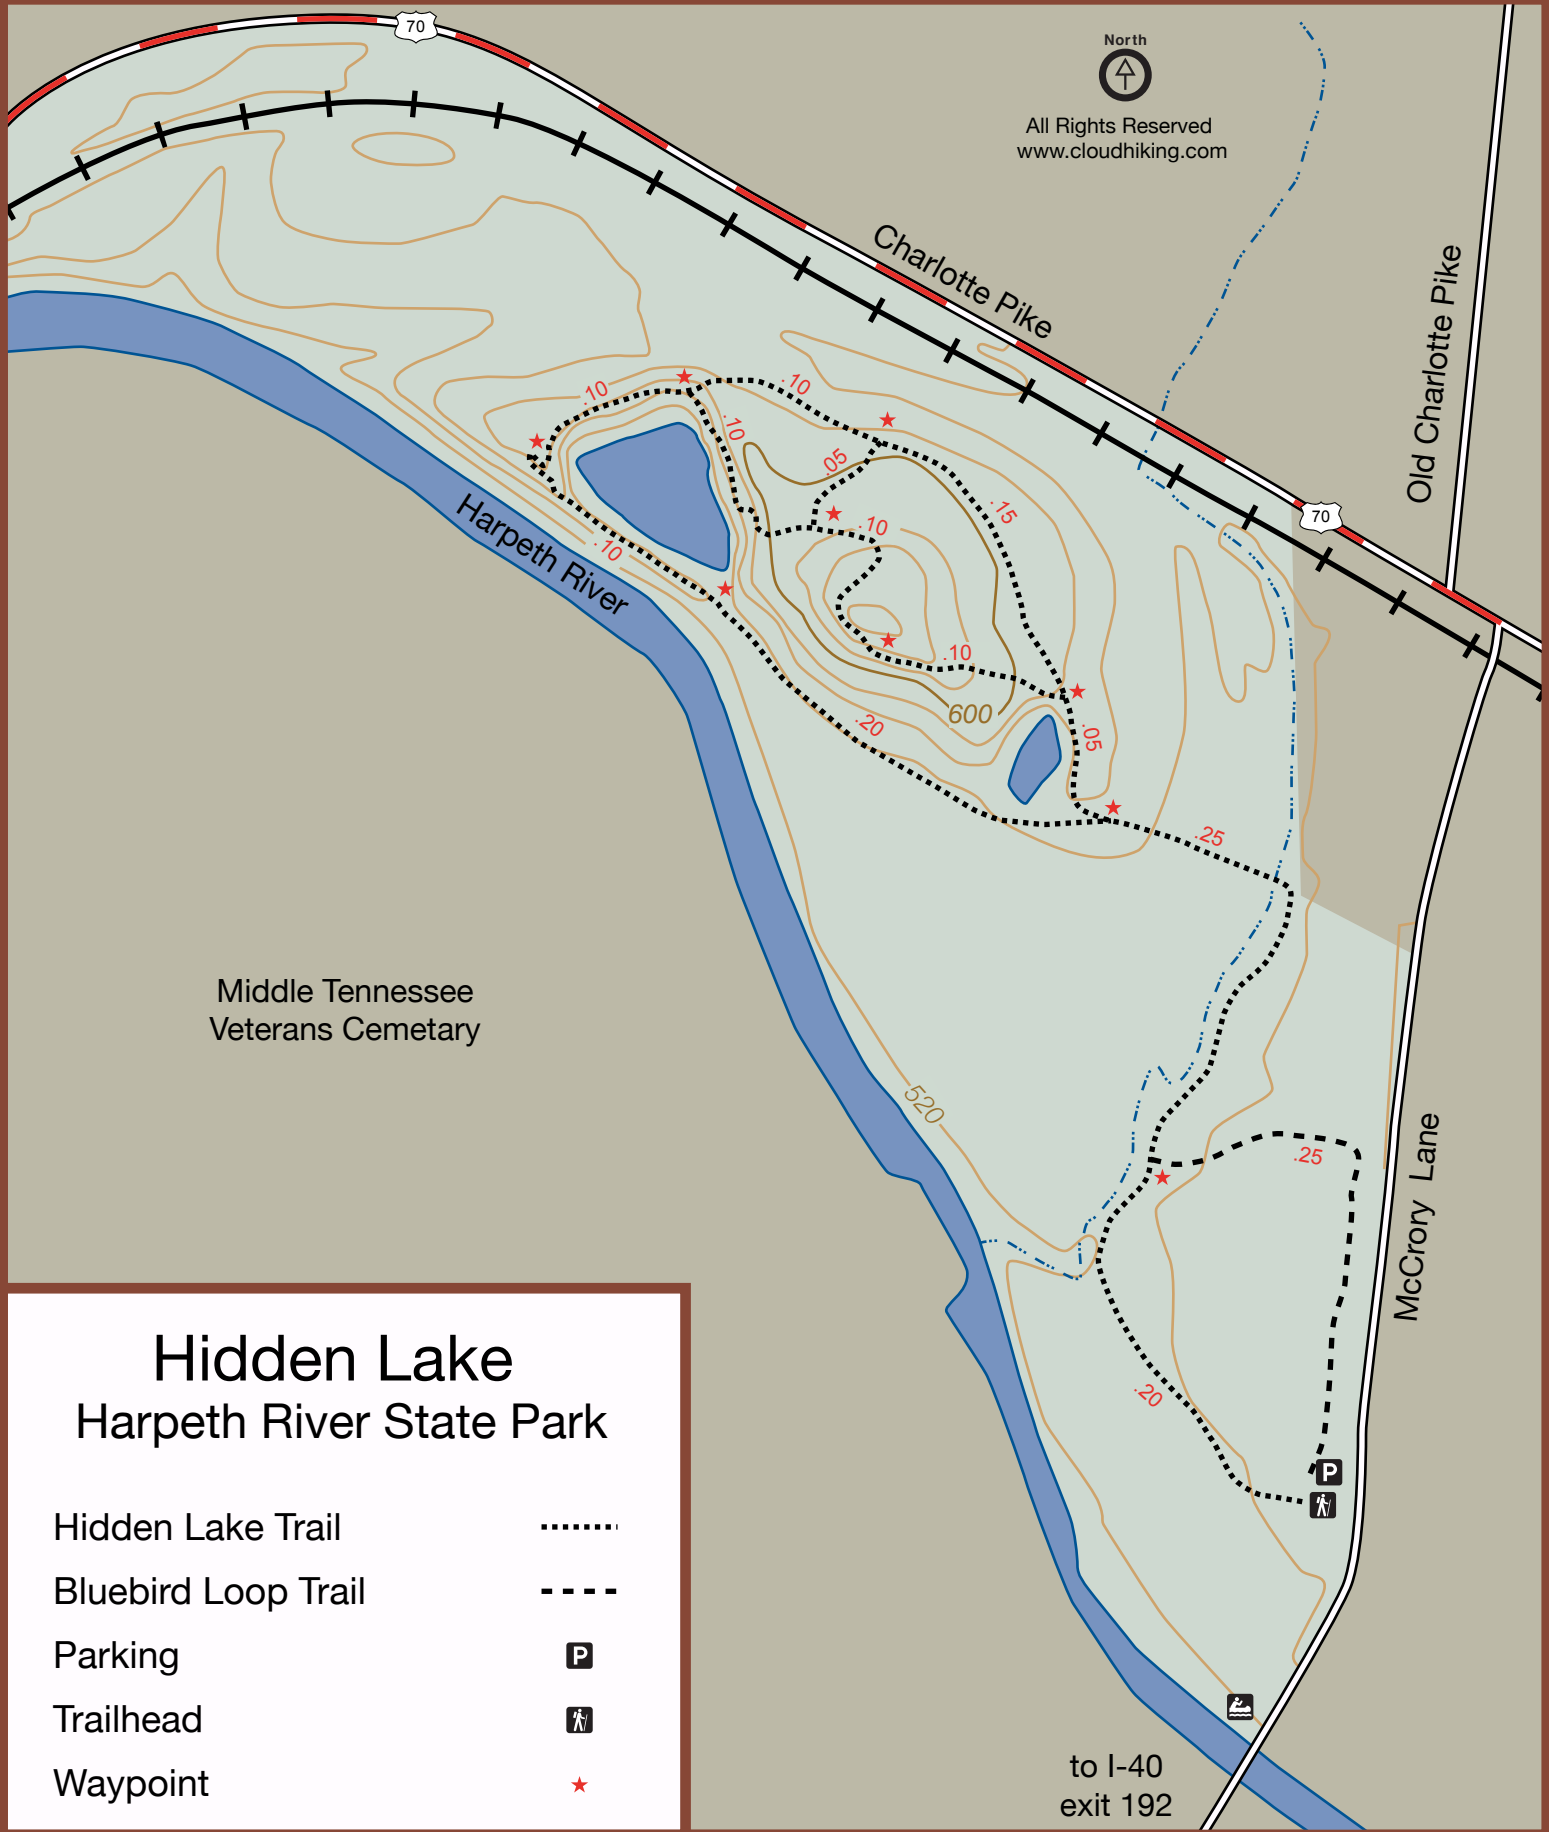 70
North
All Rights Reserved
www.cloudhiking.com
Charlotte Pike
Old Charlotte Pike
.10
.10
.10
.05
.15
70
.10
Harpeth River
.10
.10
600
.20
.05
.25
Middle Tennessee
Veterans Cemetary
520
.25
McCrory Lane
.20
P
Hidden Lake
Harpeth River State Park
Hidden Lake Trail
Bluebird Loop Trail
Parking
P
Trailhead
Waypoint
to I-40
exit 192